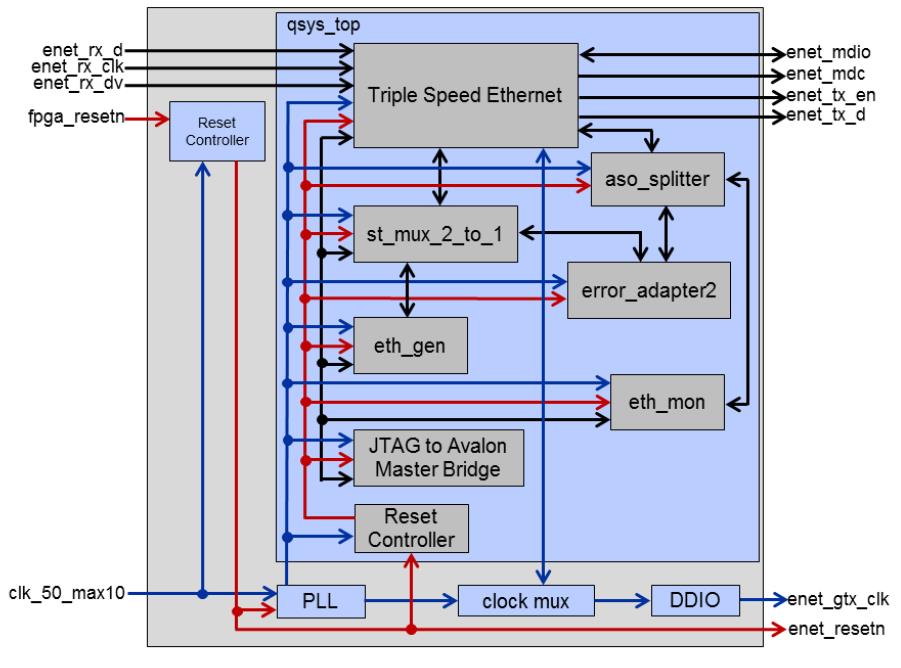 qsys_top
enet_rx_d
enet_rx_clk
enet_rx_dv
fpga_resetn
Reset
Controller
Triple Speed Ethernet
enet_mdio
enet_mdc
enet_tx_en
enet_tx_d
aso_splitter
st_mux_2_to_1
error_adapter2
eth_gen
eth_mon
JTAG to Avalon
Master Bridge
Reset
Controller
clk_50_max10
PLL
clock mux
DDIO
enet_gtx_clk
enet_resetn